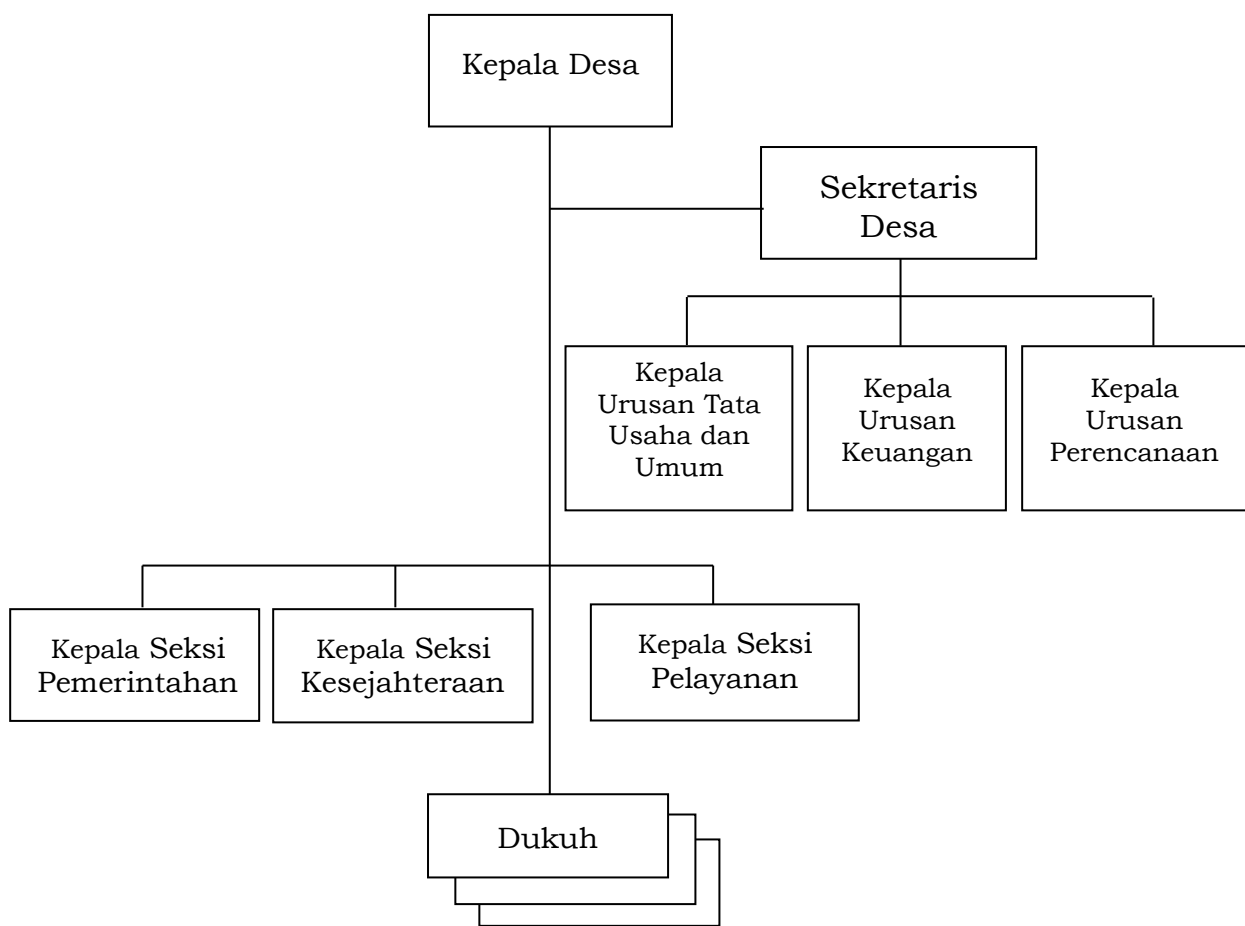 Kepala Desa
Sekretaris
Desa
Kepala
Urusan Tata
Usaha dan
Umum
Kepala
Urusan
Keuangan
Kepala
Urusan
Perencanaan
Kepala Seksi
Pemerintahan
Kepala Seksi
Kesejahteraan
Kepala Seksi
Pelayanan
Dukuh